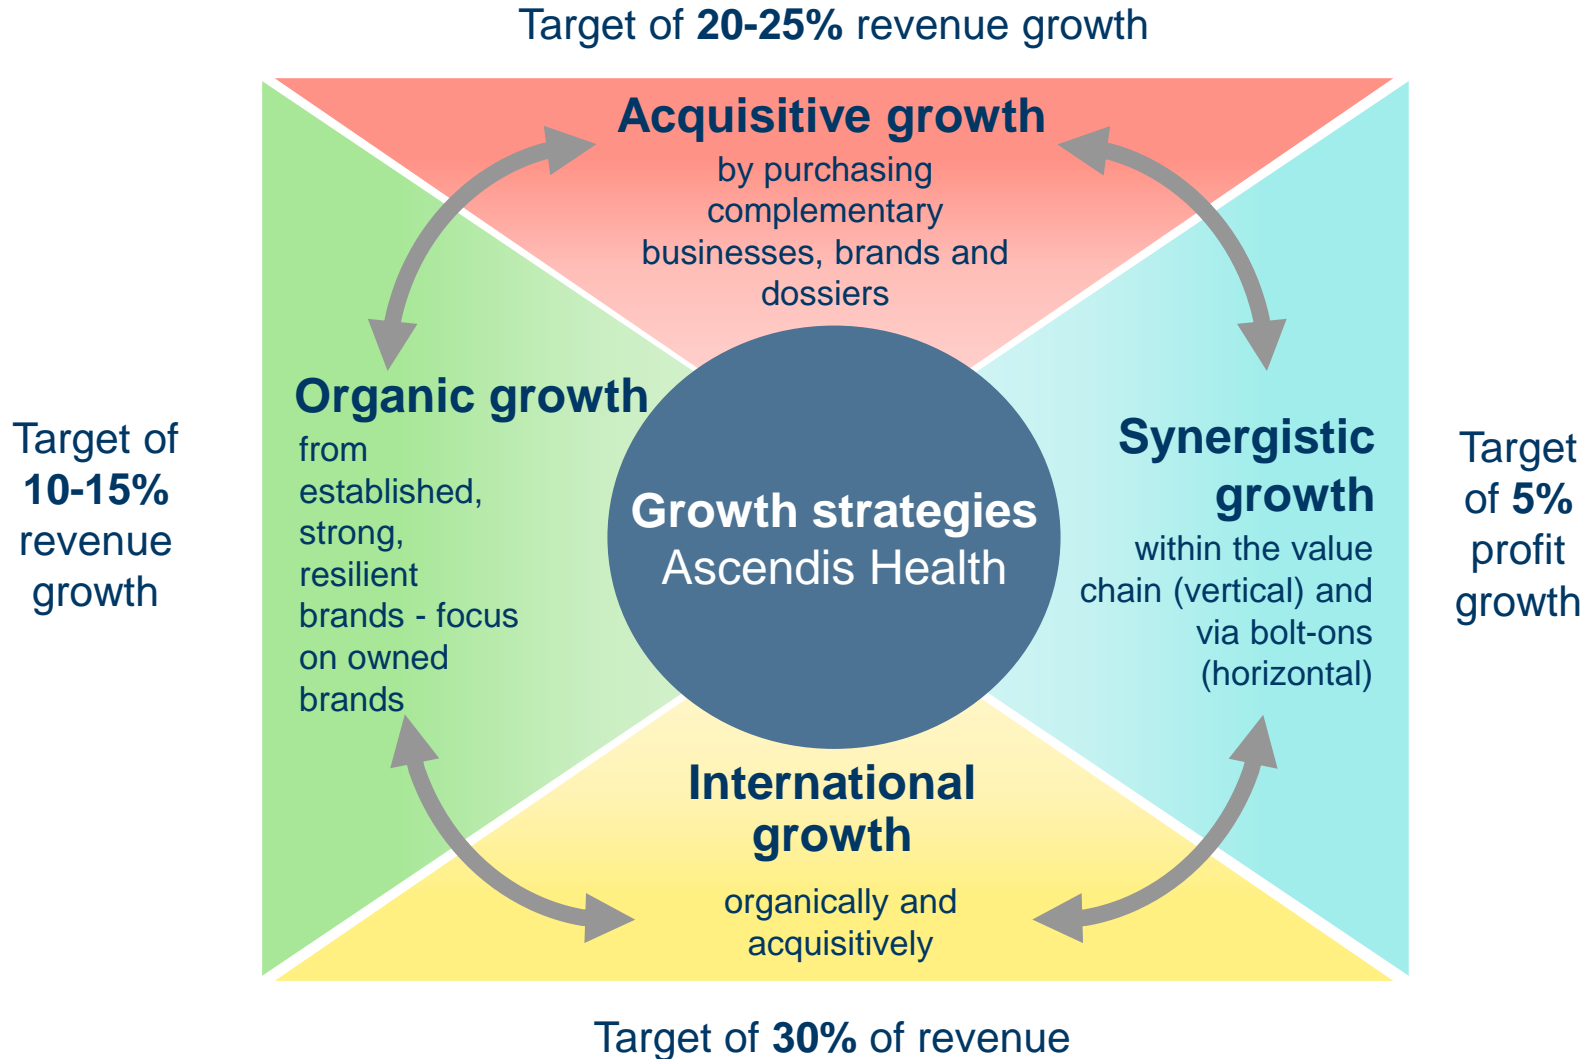 Target of 20-25% revenue growth
Acquisitive growth
by purchasing
complementary
businesses, brands and
dossiers
Target of
10-15%
revenue
growth
Organic growth
from
established,
strong,
resilient
brands - focus
on owned
brands
Growth strategies
Ascendis Health
Synergistic
growth
within the value
chain (vertical) and
via bolt-ons
(horizontal)
Target
of 5%
profit
growth
International
growth
organically and
acquisitively
Target of 30% of revenue